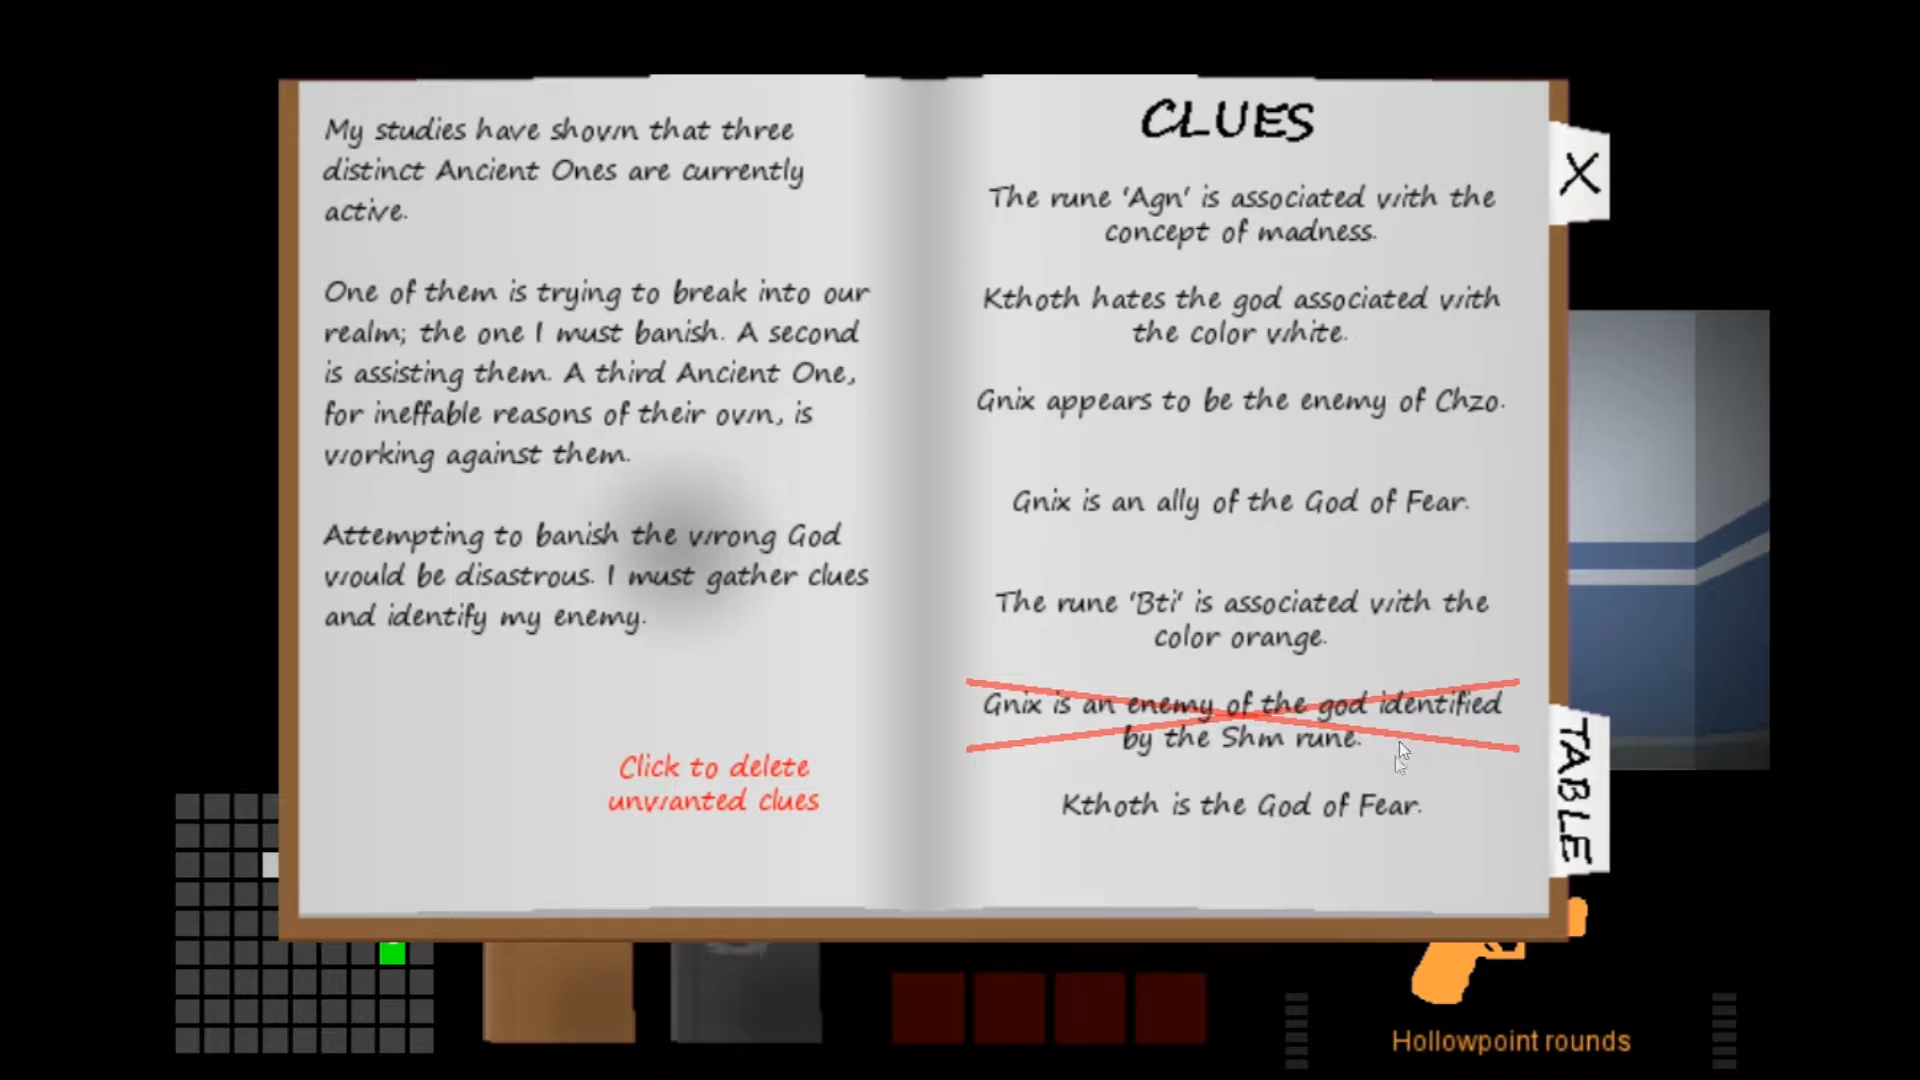 My studies have shown that three
distinct Ancient Ones are currently
active.
One of them is trying to break into our
realm; the one I must banish. A second
is assisting them. A third Ancient One,
for ineffable reasons of their own, is
working against them.
Attempting to banish the wrong God
would be disastrous. I must gather clues
and identify my enemy.
Click to delete
unwanted clues
CLUES
The rune 'Agn' is associated with the
concept of madness.
Kthoth hates the god associated with
the color white.
Gnix appears to be the enemy of Chzo.
Gnix is an ally of the God of Fear.
The rune 'Bti' is associated with the
color orange.
Gnix is an enemy of the god identified
by the Shm rune.
Kthoth is the God of Fear.
X
TABLE
Hollowpoint rounds